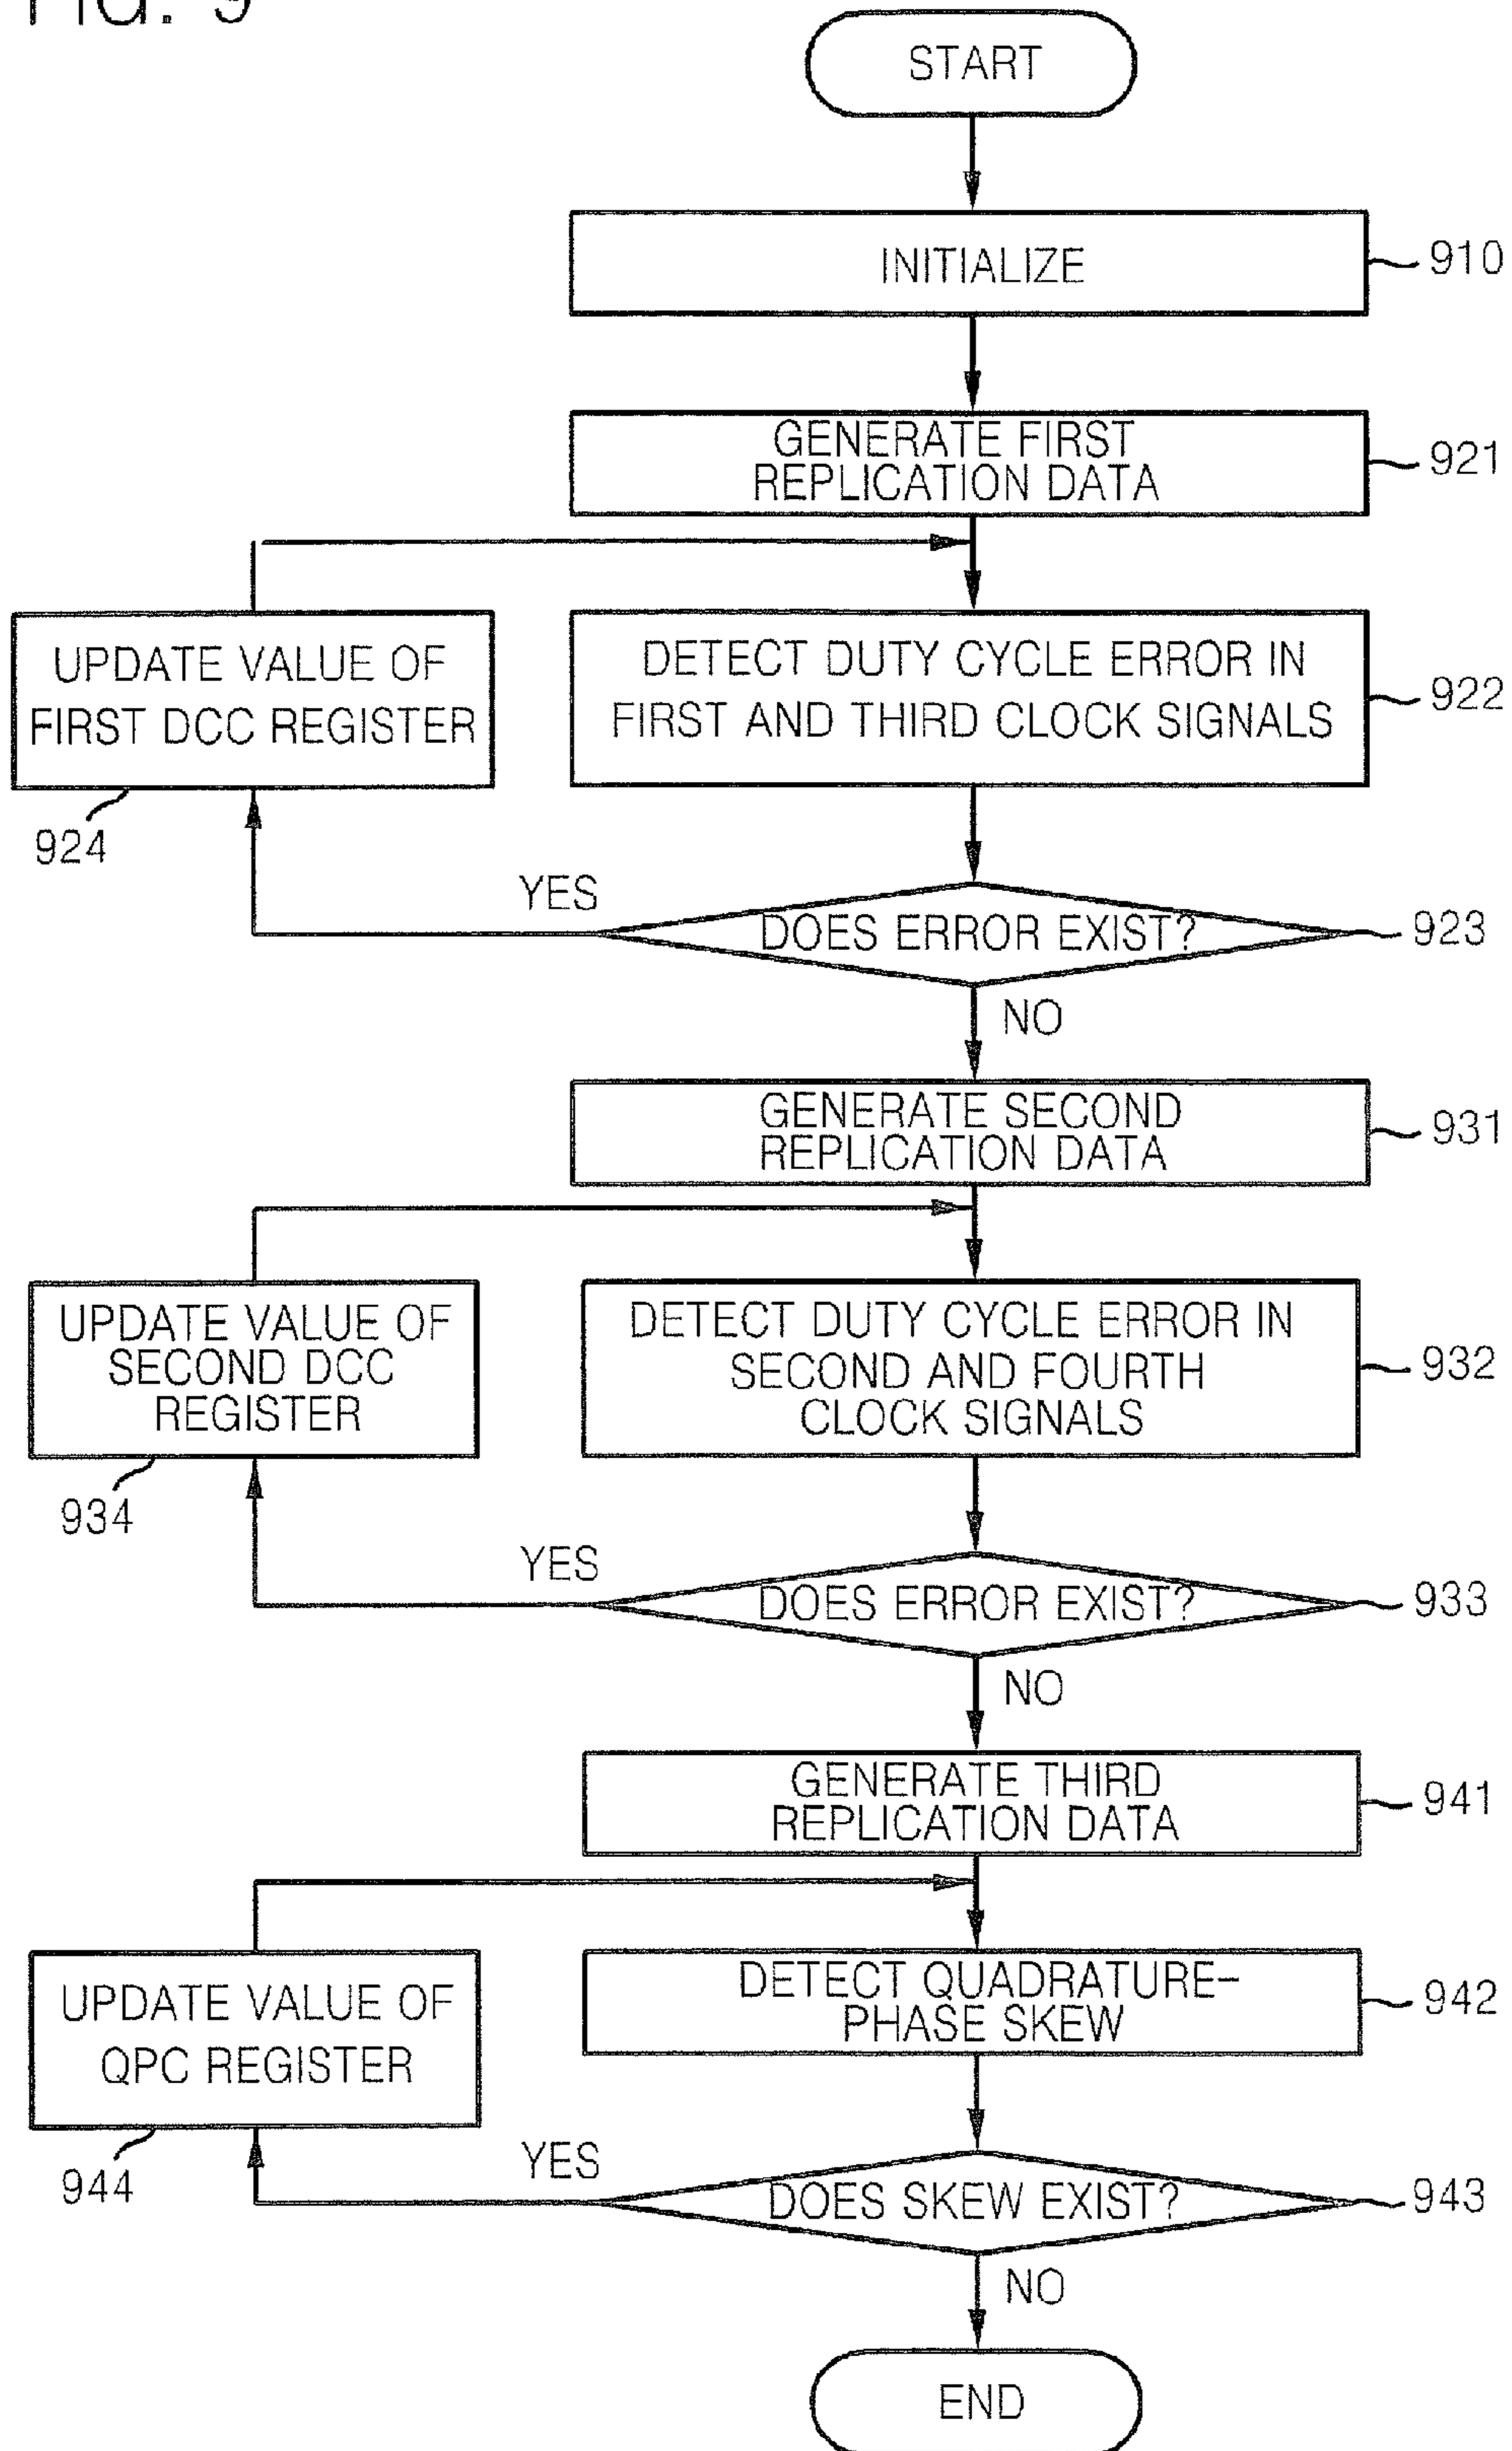 FIG. 9
START
INITIALIZE
910
GENERATE FIRST
REPLICATION DATA
921
UPDATE VALUE OF
FIRST DCC REGISTER
924
DETECT DUTY CYCLE ERROR IN
FIRST AND THIRD CLOCK SIGNALS
922
YES
DOES ERROR EXIST?
923
NO
GENERATE SECOND
REPLICATION DATA
931
UPDATE VALUE OF
SECOND DCC
REGISTER
934
DETECT DUTY CYCLE ERROR IN
SECOND AND FOURTH
CLOCK SIGNALS
932
YES
DOES ERROR EXIST?
933
NO
GENERATE THIRD
REPLICATION DATA
941
UPDATE VALUE OF
QPC REGISTER
944
DETECT QUADRATURE-
PHASE SKEW
942
YES
DOES SKEW EXIST?
943
NO
END